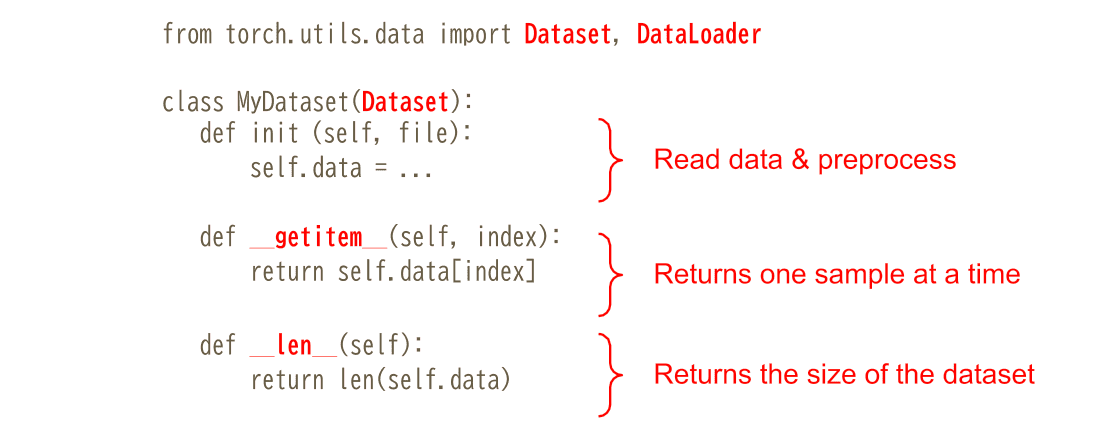 from torch.utils.data import Dataset, DataLoader
class MyDataset(Dataset):
def init (self, file):
self.data = ...
Read data & preprocess
def __getitem__(self, index):
return self.data[index]
Returns one sample at a time
def __len__(self):
return len(self.data)
Returns the size of the dataset